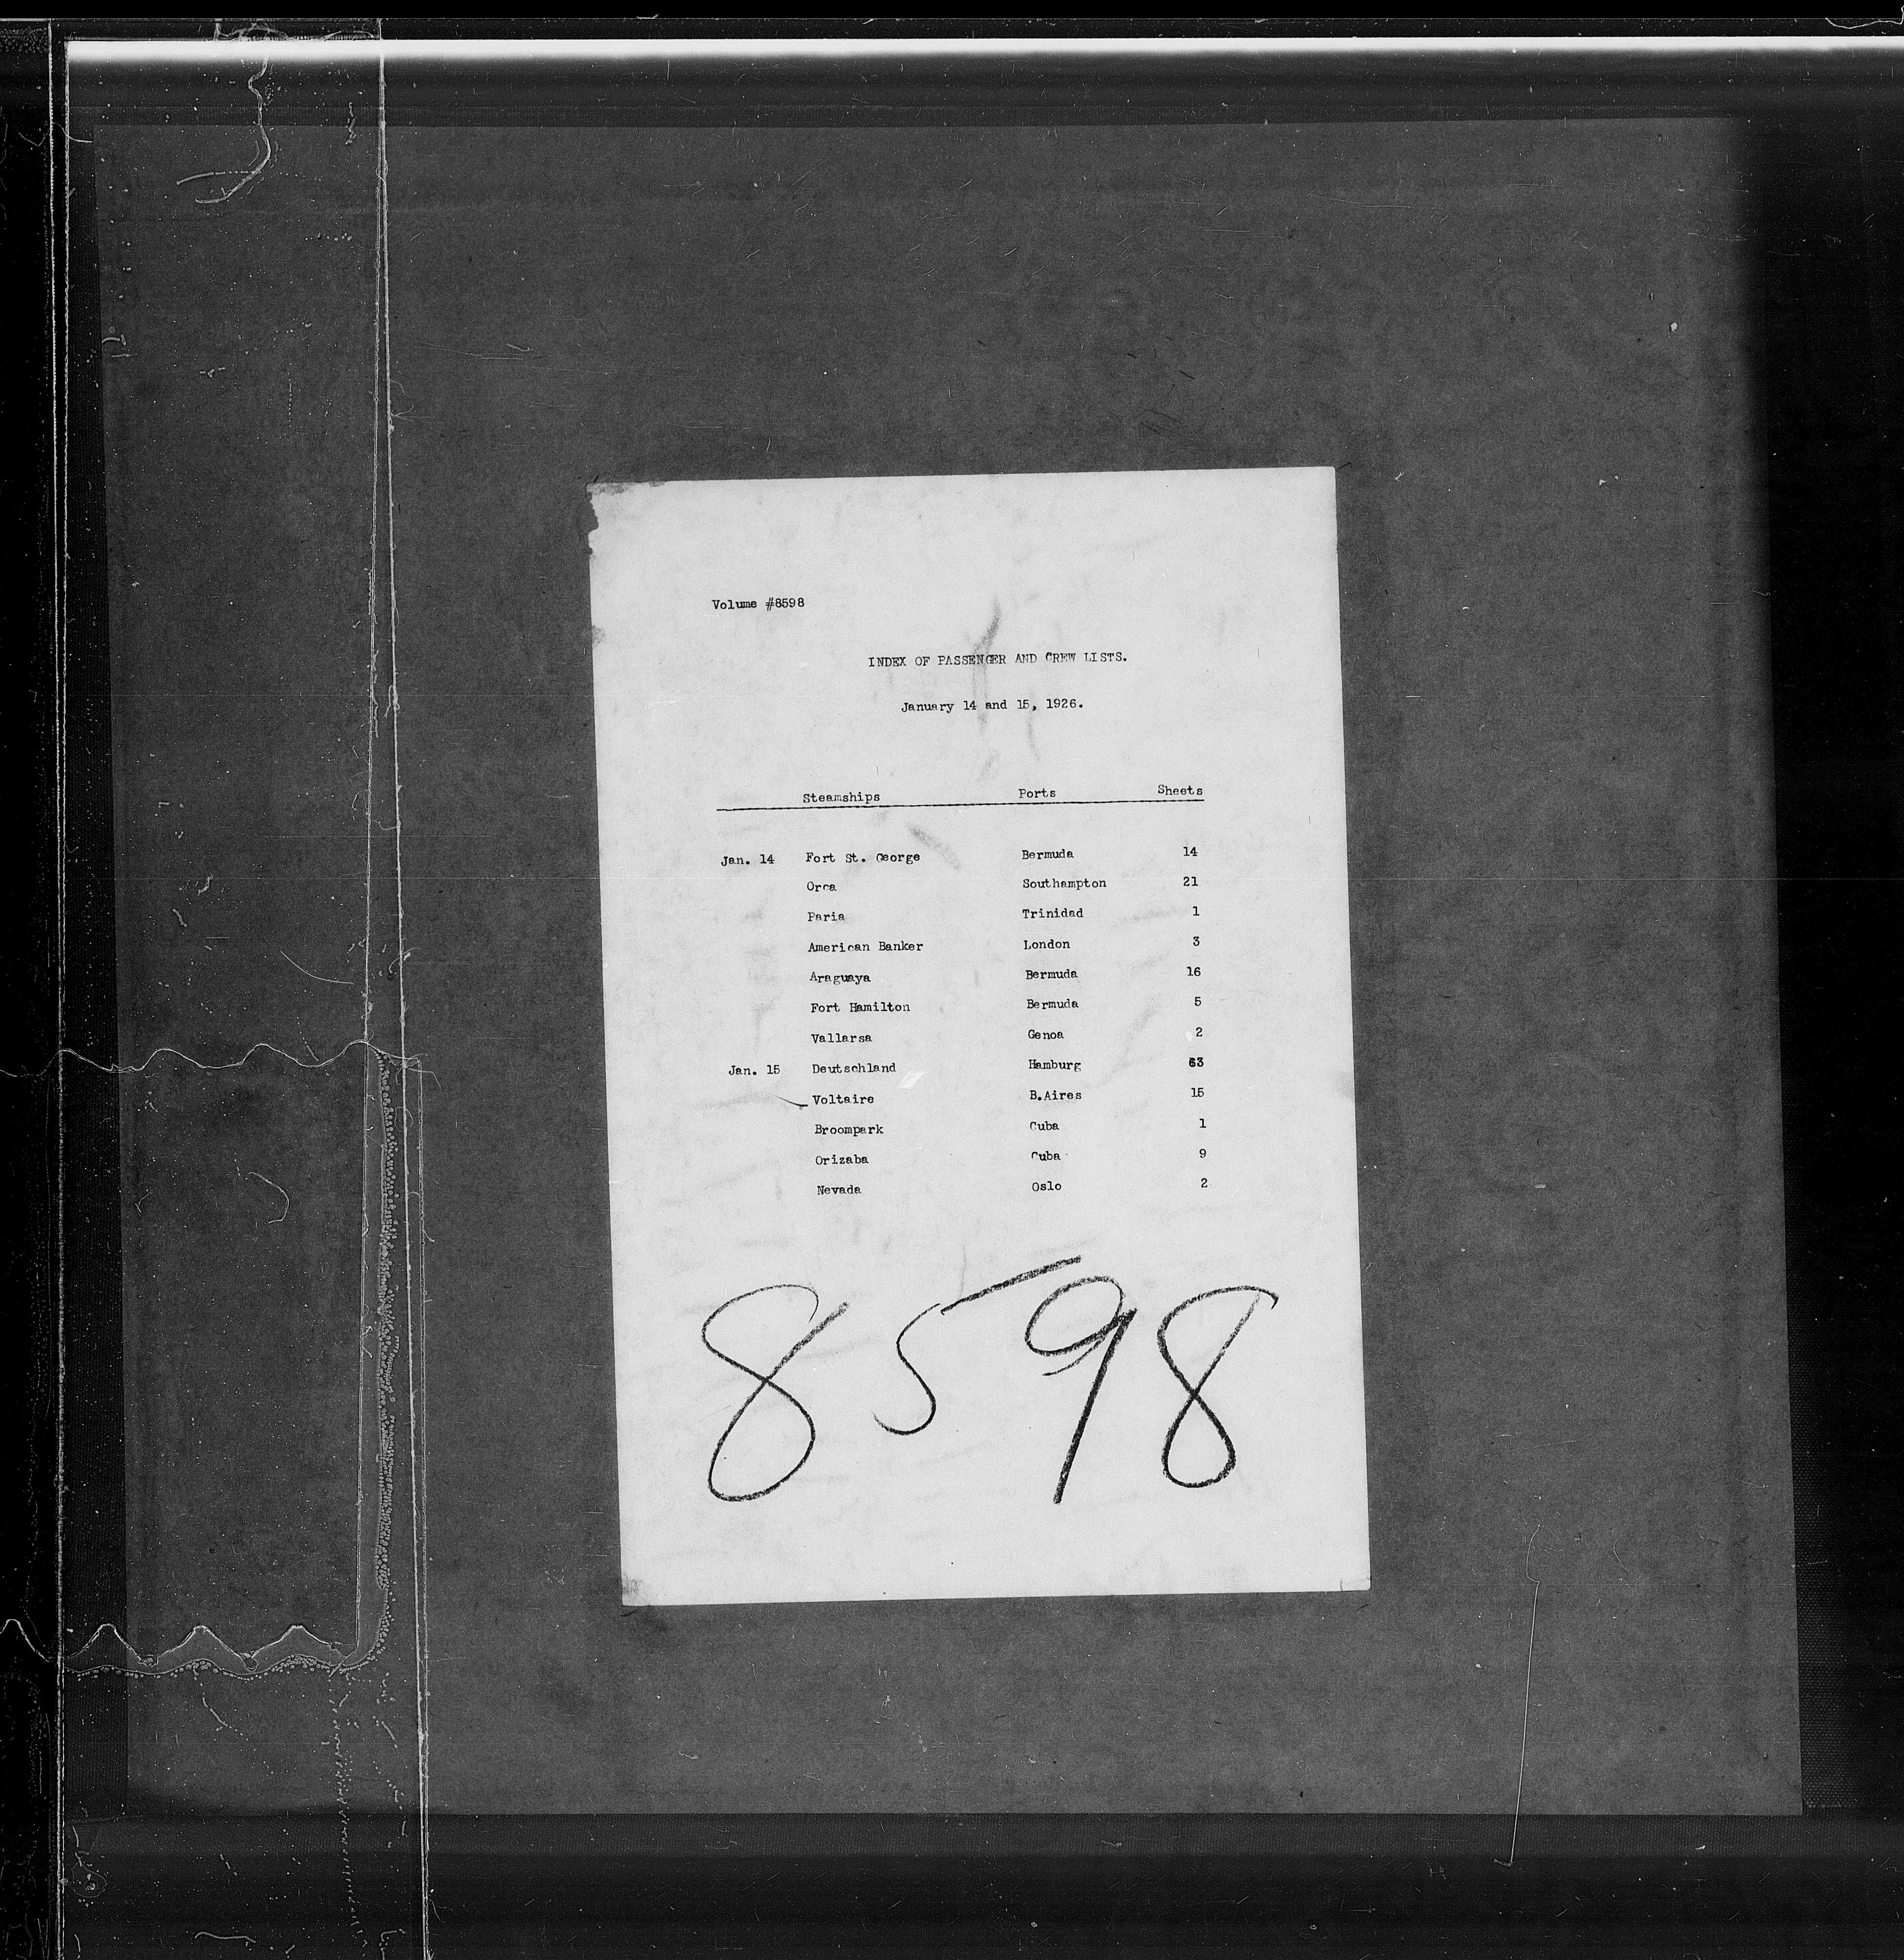 Volume #8598
INDEX OF PASSENGER AND CREW LISTS.
January 14 and 15, 1926.
Steamships Ports Sheets
Jan. 14 Fort St. George Bermuda 14
Orca Southampton 21
Paria Trinidad 1
American Banker London 3
Araguaya Bermuda 16
Fort Hamilton Bermuda 5
Vallarsa Genoa 2
Jan. 15 Deutschland Hamburg
Voltaire B.Aires 15
Broompark Cuba 1
Orizaba Cuba 9
Nevada Oslo 2
8598